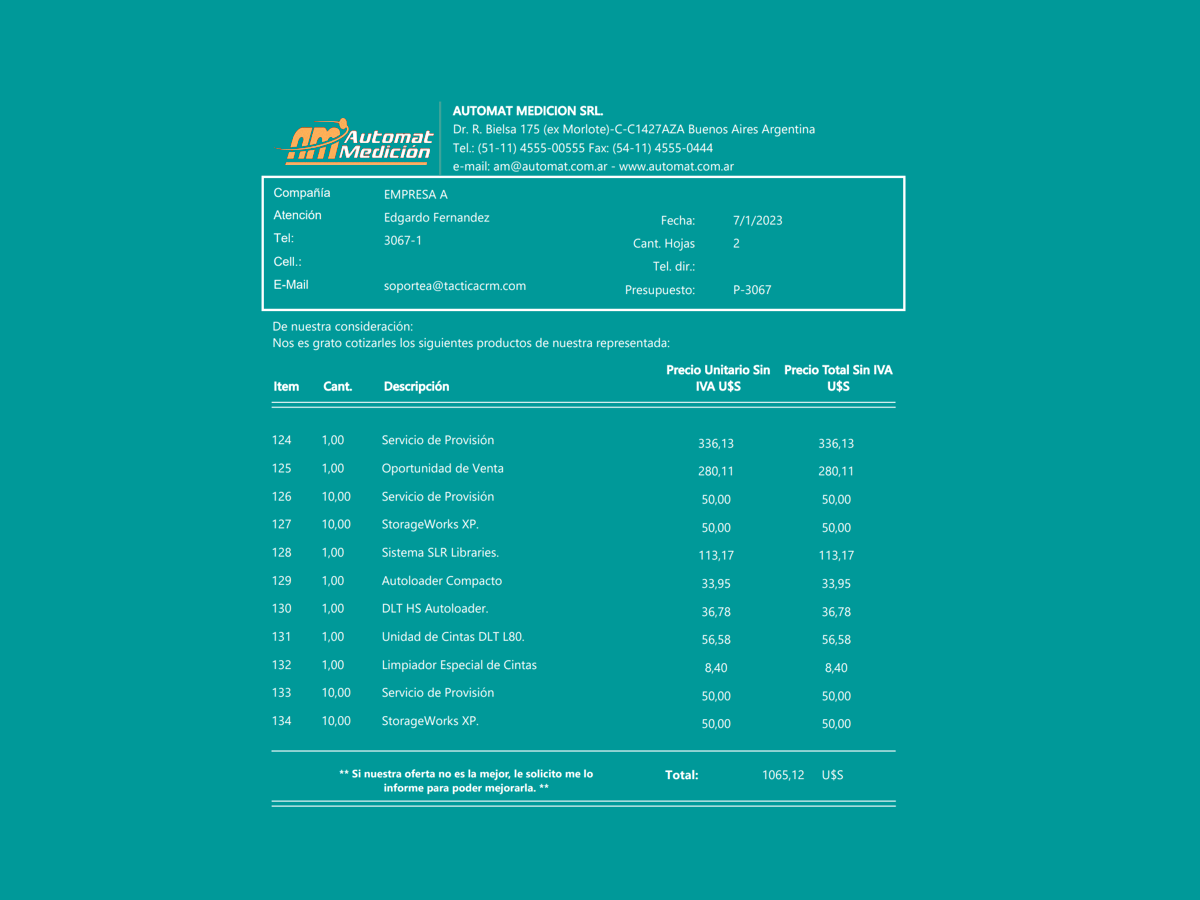 Automat
Medición
AUTOMAT MEDICION SRL.
Dr. R. Bielsa 175 (ex Morlote)-C-C1427AZA Buenos Aires Argentina
Tel.: (51-11) 4555-00555 Fax: (54-11) 4555-0444
e-mail: am@automat.com.ar - www.automat.com.ar
Compañía EMPRESA A
Atención Edgardo Fernandez Fecha: 7/1/2023
Tel: 3067-1 Cant. Hojas 2
Cell.: Tel. dir.:
E-Mail soportea@tacticacrm.com Presupuesto: P-3067
De nuestra consideración:
Nos es grato cotizarles los siguientes productos de nuestra representada:
Precio Unitario Sin Precio Total Sin IVA
Item Cant. Descripción IVA U$S U$S
124 1,00 Servicio de Provisión 336,13 336,13
125 1,00 Oportunidad de Venta 280,11 280,11
126 10,00 Servicio de Provisión 50,00 50,00
127 10,00 StorageWorks XP. 50,00 50,00
128 1,00 Sistema SLR Libraries. 113,17 113,17
129 1,00 Autoloader Compacto 33,95 33,95
130 1,00 DLT HS Autoloader. 36,78 36,78
131 1,00 Unidad de Cintas DLT L80. 56,58 56,58
132 1,00 Limpiador Especial de Cintas 8,40 8,40
133 10,00 Servicio de Provisión 50,00 50,00
134 10,00 StorageWorks XP. 50,00 50,00
** Si nuestra oferta no es la mejor, le solicito me lo Total: 1065,12 U$S
informe para poder mejorarla. **